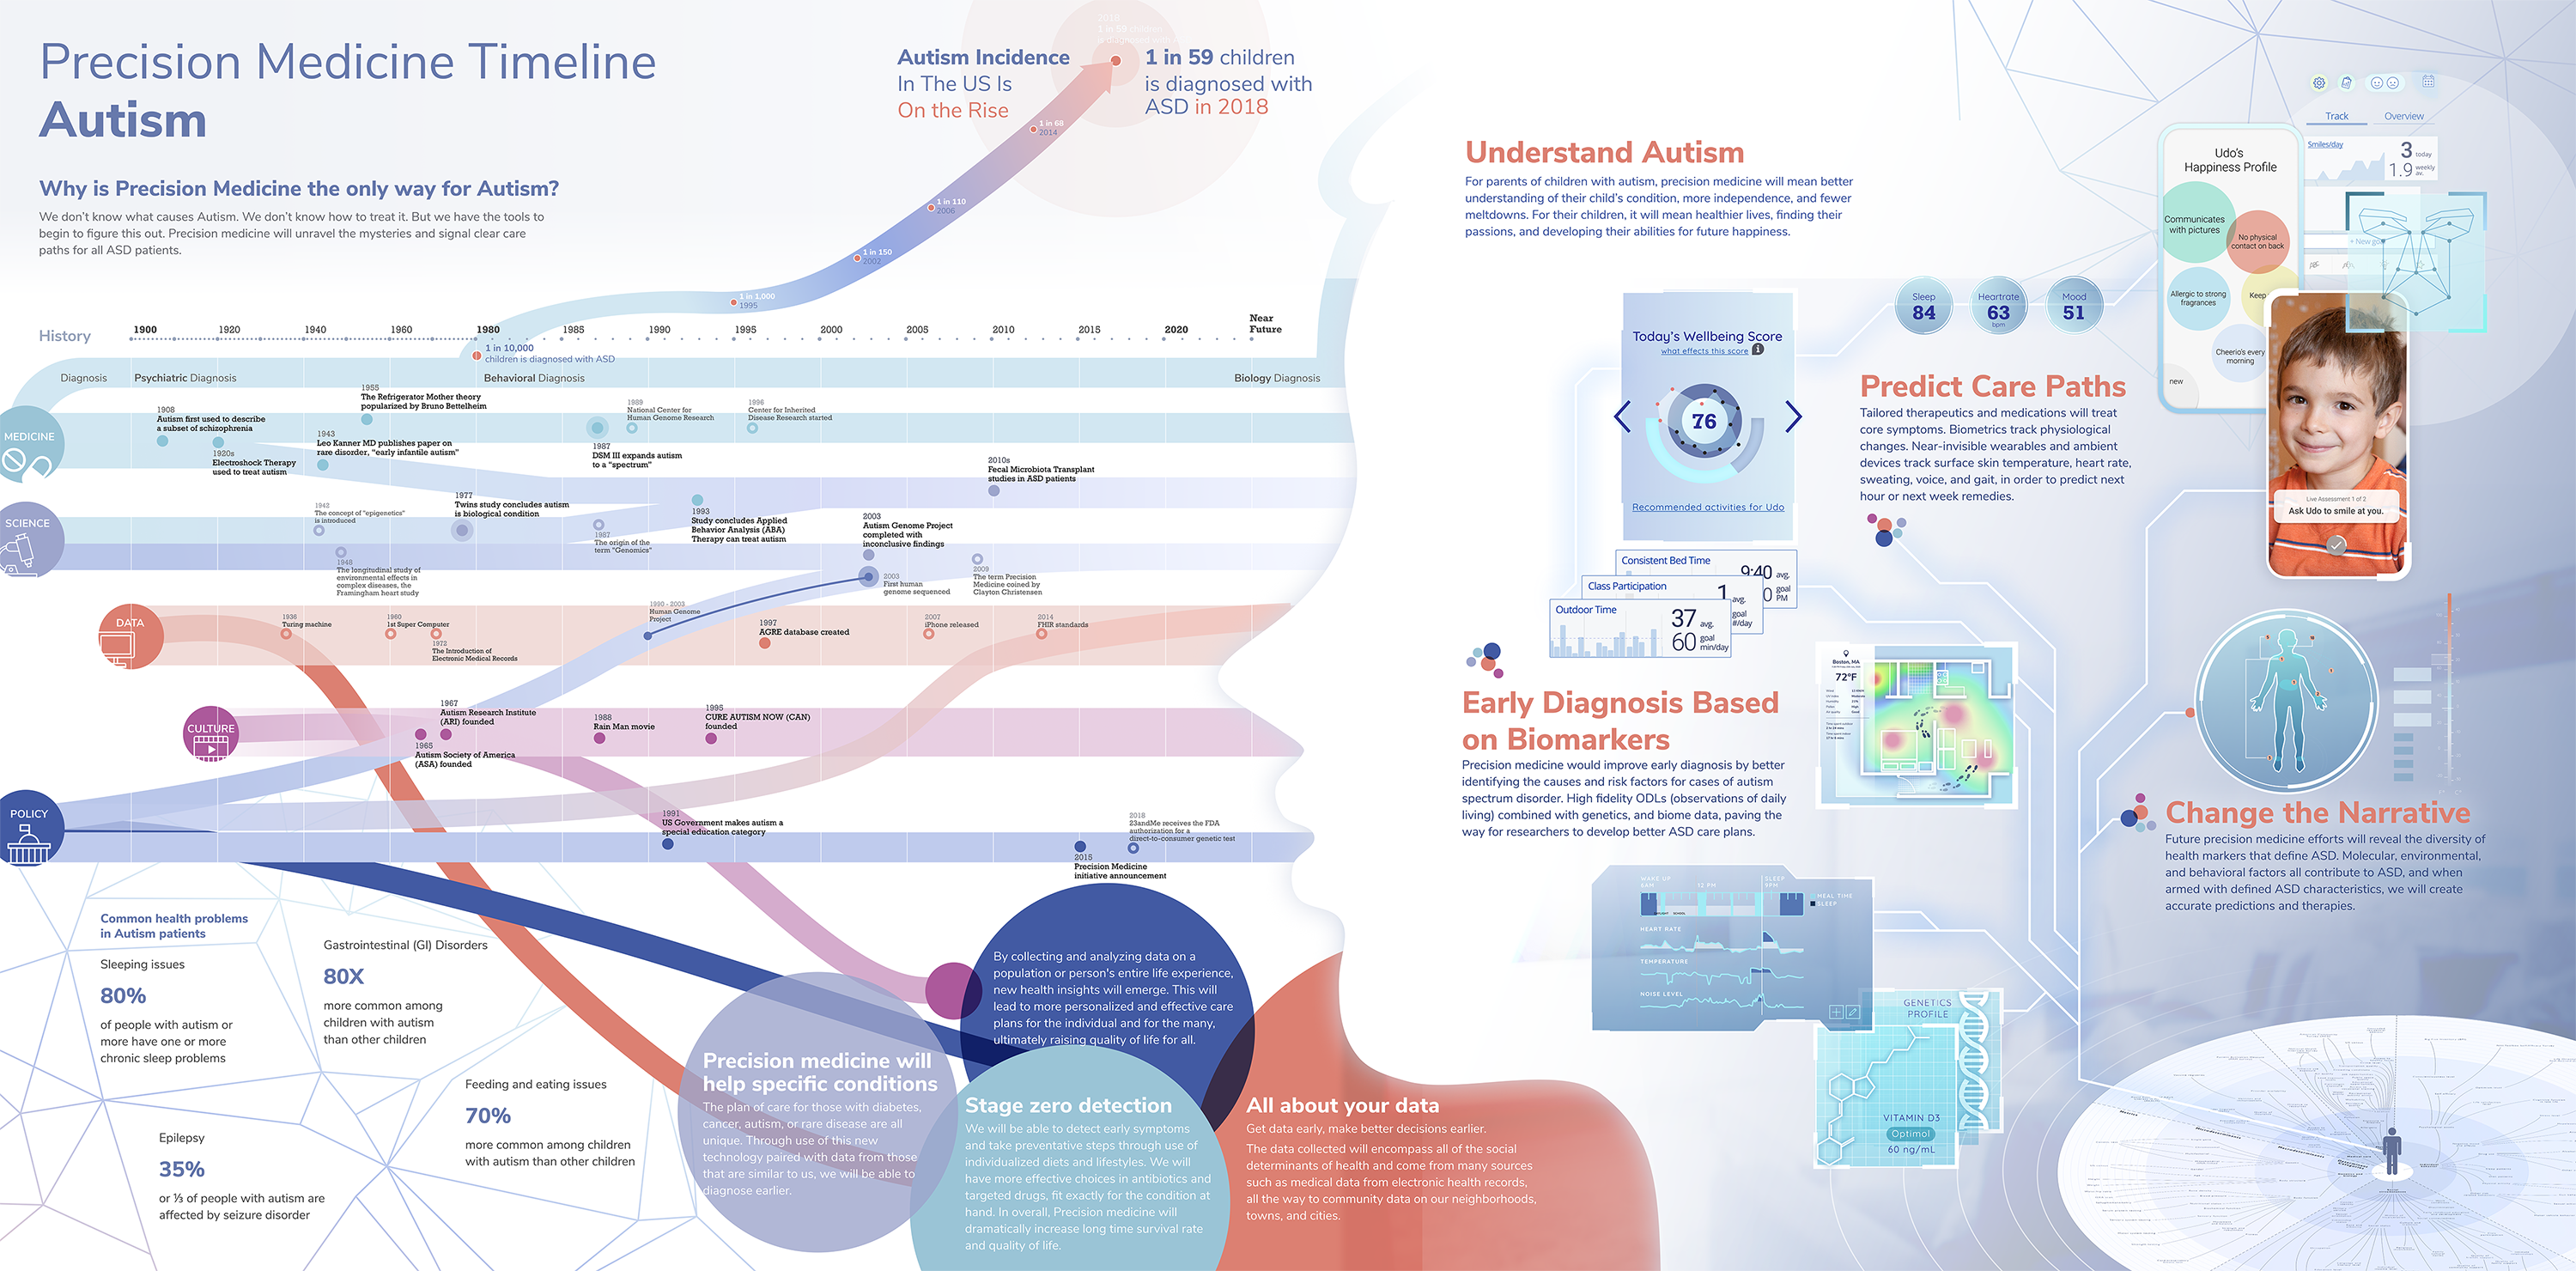 Precision Medicine Timeline
Autism
Why is Precision Medicine the only way for Autism?
We don't know what causes Autism. We don't know how to treat it. But we have the tools to
begin to figure this out. Precision medicine will unravel the mysteries and signal clear care
paths for all ASD patients.
Autism Incidence
In The US Is
On the Rise
2018
1 in 59 children
1 in 59 children
is diagnosed with
ASD in 2018
1 in 68
2014
1 in 110
2006
1 in 150
2002
1 in 1,000
1995
1 in 10,000
children is diagnosed with ASD
History
1900
1920
1940
1960
1980
1985
1990
1995
2000
2005
2010
2015
2020
Near
Future
Diagnosis
Psychiatric Diagnosis
Behavioral Diagnosis
Biology Diagnosis
MEDICINE
1908
Autism first used to describe
a subset of schizophrenia
1920s
Electroshock Therapy
used to treat autism
1955
The Refrigerator Mother theory
popularized by Bruno Bettelheim
1943
Leo Kanner MD publishes paper on
rare disorder, "early infantile autism"
1989
National Center for
Human Genome Research
1996
Center for Inherited
Disease Research started
1987
DSM III expands autism
to a "spectrum"
2010s
Fecal Microbiota Transplant
studies in ASD patients
SCIENCE
1942
The concept of "epigenetics"
is introduced
1948
The longitudinal study of
environmental effects in
complex diseases, the
Framingham heart study
1977
Twins study concludes autism
is biological condition
1987
The origin of the
term "Genomics"
1993
Study concludes Applied
Behavior Analysis (ABA)
Therapy can treat autism
2003
Autism Genome Project
completed with
inconclusive findings
2003
First human
genome sequenced
2009
The term Precision
Medicine coined by
Clayton Christensen
DATA
1936
Turing machine
1960
1st Super Computer
1972
The Introduction of
Electronic Medical Records
1990 - 2003
Human Genome
Project
1997
AGRE database created
2007
iPhone released
2014
FHIR standards
CULTURE
1967
Autism Research Institute
(ARI) founded
1965
Autism Society of America
(ASA) founded
1988
Rain Man movie
1995
CURE AUTISM NOW (CAN)
founded
POLICY
1991
US Government makes autism a
special education category
2015
Precision Medicine
initiative announcement
2018
23andMe receives the FDA
authorization for a
direct-to-consumer genetic test
Common health problems
in Autism patients
Sleeping issues
80%
of people with autism or
more have one or more
chronic sleep problems
Gastrointestinal (GI) Disorders
80X
more common among
children with autism
than other children
Feeding and eating issues
70%
more common among children
with autism than other children
Epilepsy
35%
or ⅓ of people with autism are
affected by seizure disorder
Precision medicine will
help specific conditions
The plan of care for those with diabetes,
cancer, autism, or rare disease are all
unique. Through use of this new
technology paired with data from those
that are similar to us, we will be able to
diagnose earlier.
By collecting and analyzing data on a
population or person's entire life experience,
new health insights will emerge. This will
lead to more personalized and effective care
plans for the individual and for the many,
ultimately raising quality of life for all.
Stage zero detection
We will be able to detect early symptoms
and take preventative steps through use of
individualized diets and lifestyles. We will
have more effective choices in antibiotics and
targeted drugs, fit exactly for the condition at
hand. In overall, Precision medicine will
dramatically increase long time survival rate
and quality of life.
All about your data
Get data early, make better decisions earlier.
The data collected will encompass all of the social
determinants of health and come from many sources
such as medical data from electronic health records,
all the way to community data on our neighborhoods,
towns, and cities.
Understand Autism
For parents of children with autism, precision medicine will mean better
understanding of their child's condition, more independence, and fewer
meltdowns. For their children, it will mean healthier lives, finding their
passions, and developing their abilities for future happiness.
Today's Wellbeing Score
what effects this score
76
Recommended activities for Udo
Sleep
84
Heartrate
63
bpm
Mood
51
Consistent Bed Time
9:40 avg.
goal
PM
Class Participation
1 avg.
goal
#/day
Outdoor Time
37 avg.
60 goal
min/day
Predict Care Paths
Tailored therapeutics and medications will treat
core symptoms. Biometrics track physiological
changes. Near-invisible wearables and ambient
devices track surface skin temperature, heart rate,
sweating, voice, and gait, in order to predict next
hour or next week remedies.
Udo's
Happiness Profile
Communicates
with pictures
No physical
contact on back
Allergic to strong
fragrances
Keep
Cheerio's every
morning
new
Track
Overview
Smiles/day
3 today
1.9 weekly
av.
Live Assessment 1 of 2
Ask Udo to smile at you.
Early Diagnosis Based
on Biomarkers
Precision medicine would improve early diagnosis by better
identifying the causes and risk factors for cases of autism
spectrum disorder. High fidelity ODLs (observations of daily
living) combined with genetics, and biome data, paving the
way for researchers to develop better ASD care plans.
Boston, MA
72°F
Change the Narrative
Future precision medicine efforts will reveal the diversity of
health markers that define ASD. Molecular, environmental,
and behavioral factors all contribute to ASD, and when
armed with defined ASD characteristics, we will create
accurate predictions and therapies.
WAKE UP
6AM
12 PM
SLEEP
8PM
MEAL TIME
SLEEP
SCHOOL
HEART RATE
TEMPERATURE
NOISE LEVEL
GENETICS
PROFILE
VITAMIN D3
Optimol
60 ng/mL